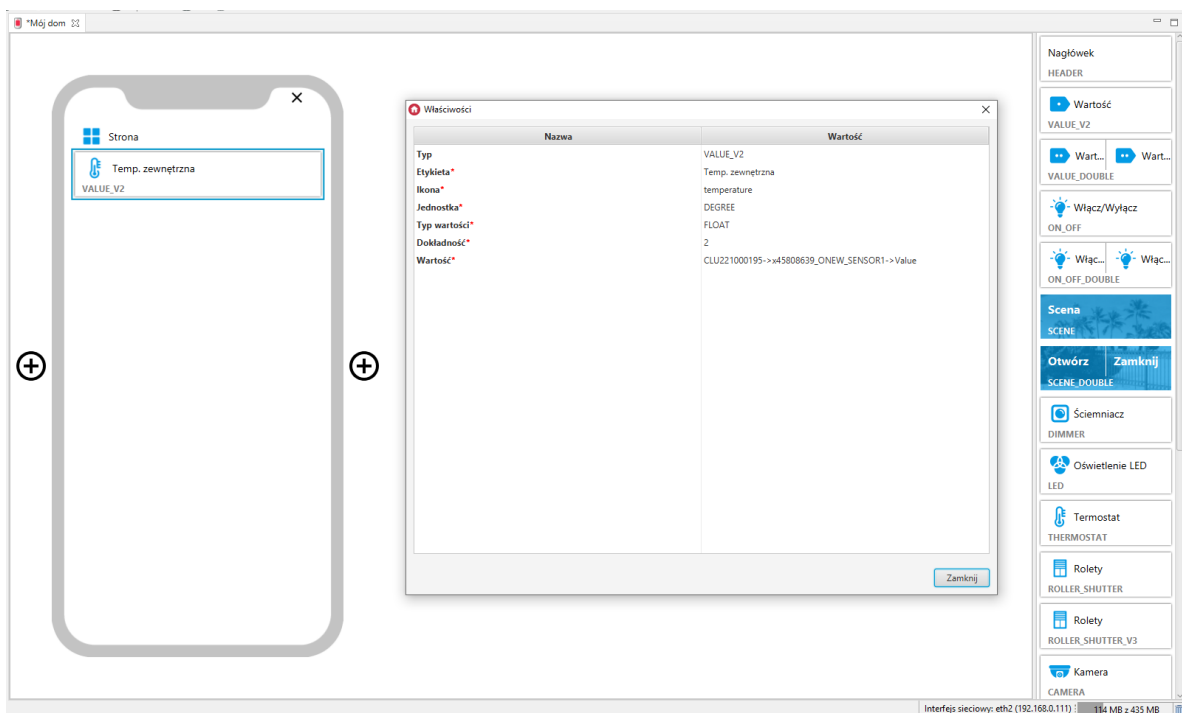 *Mój dom
Strona
Temp. zewnętrzna
VALUE_V2
Właściwości
Nazwa Wartość
Typ VALUE_V2
Etykieta* Temp. zewnętrzna
Ikona* temperature
Jednostka* DEGREE
Typ wartości* FLOAT
Dokładność* 2
Wartość* CLU221000195->x45808639_ONEW_SENSOR1->Value
Zamknij
Nagłówek
HEADER
Wartość
VALUE_V2
Wart... Wart...
VALUE_DOUBLE
Włącz/Wyłącz
ON_OFF
Włąc... Włąc...
ON_OFF_DOUBLE
Scena
SCENE
Otwórz Zamknij
SCENE_DOUBLE
Ściemniacz
DIMMER
Oświetlenie LED
LED
Termostat
THERMOSTAT
Rolety
ROLLER_SHUTTER
Rolety
ROLLER_SHUTTER_V3
Kamera
CAMERA
Interfejs sieciowy: eth2 (192.168.0.111) 114 MB z 435 MB